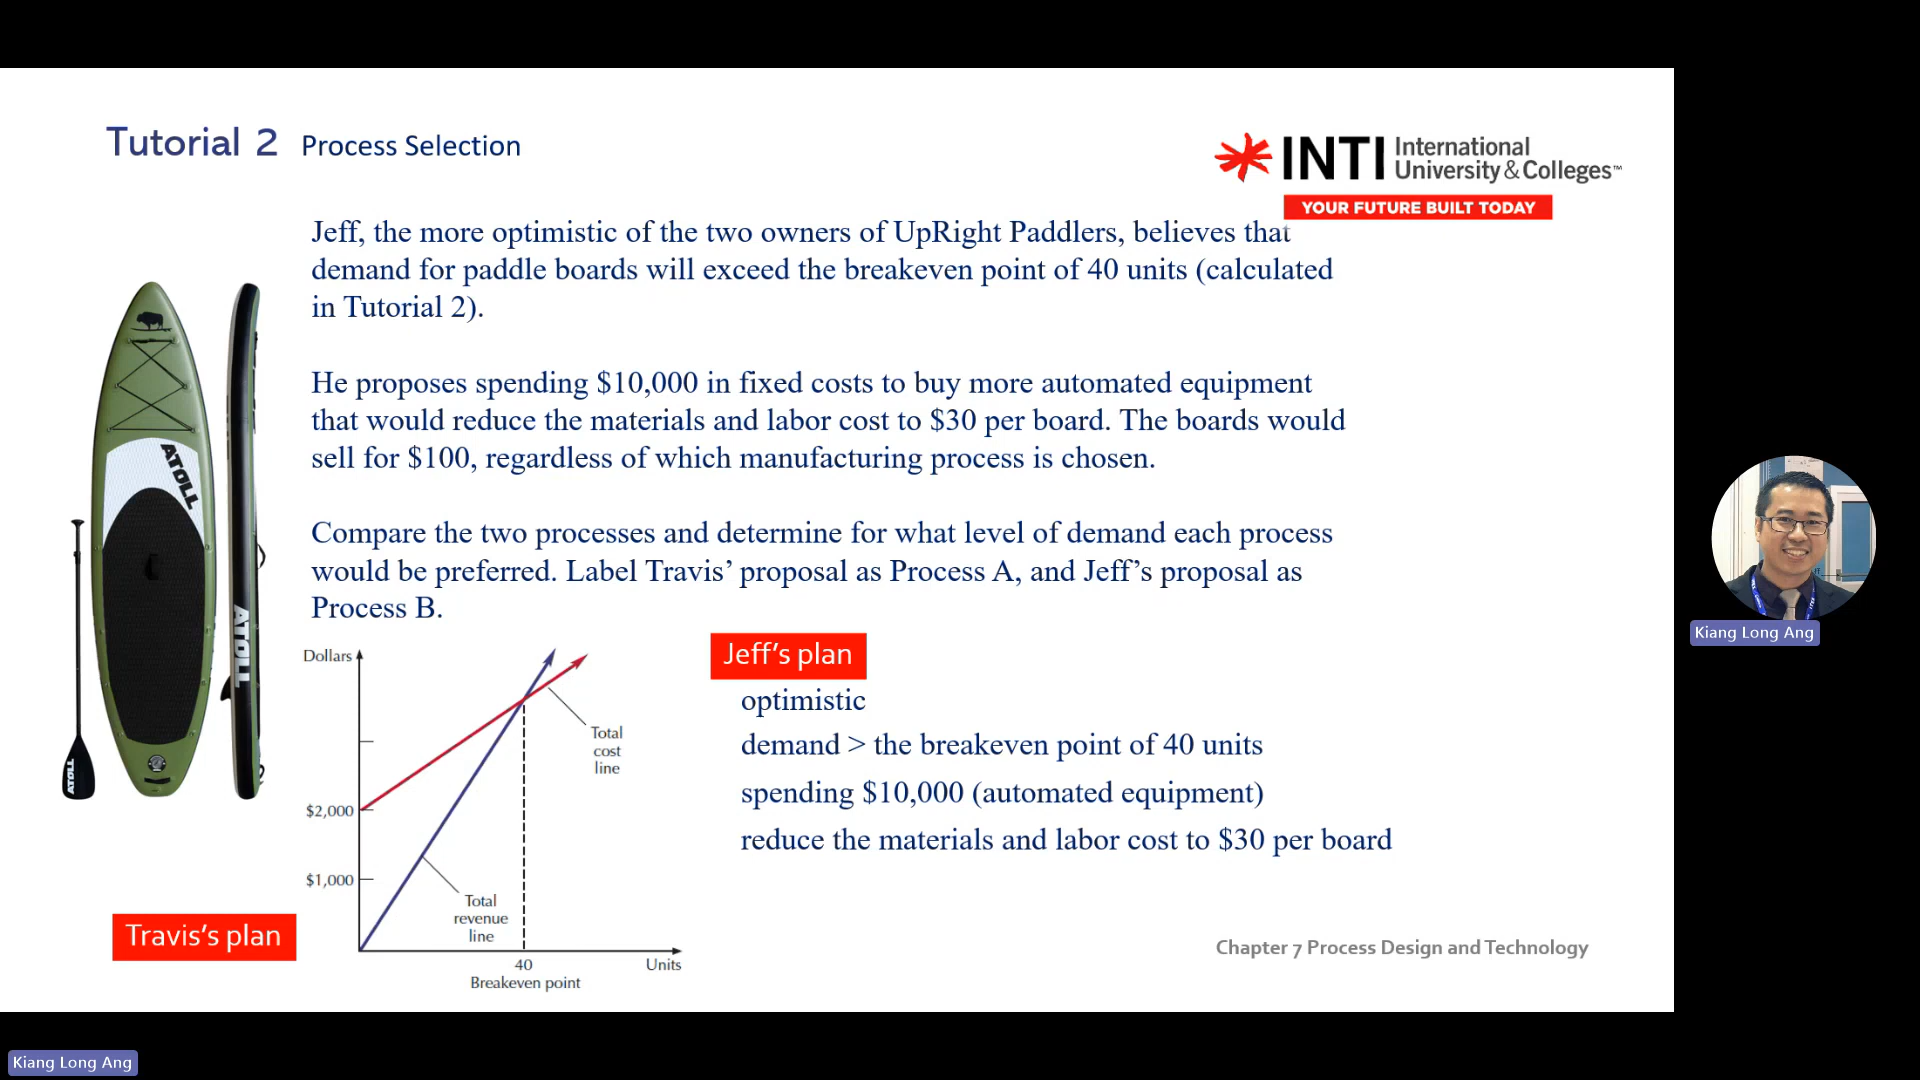 Tutorial 2 Process Selection
INTI International
University & Colleges™
YOUR FUTURE BUILT TODAY
Jeff, the more optimistic of the two owners of UpRight Paddlers, believes that
demand for paddle boards will exceed the breakeven point of 40 units (calculated
in Tutorial 2).
He proposes spending $10,000 in fixed costs to buy more automated equipment
that would reduce the materials and labor cost to $30 per board. The boards would
sell for $100, regardless of which manufacturing process is chosen.
Compare the two processes and determine for what level of demand each process
would be preferred. Label Travis’ proposal as Process A, and Jeff’s proposal as
Process B.
ATOLL
ATOLL
ATOLL
Travis’s plan
Dollars
Total
cost
line
$2,000
$1,000
Total
revenue
line
40
Units
Breakeven point
Jeff’s plan
optimistic
demand > the breakeven point of 40 units
spending $10,000 (automated equipment)
reduce the materials and labor cost to $30 per board
Chapter 7 Process Design and Technology
Kiang Long Ang
Kiang Long Ang